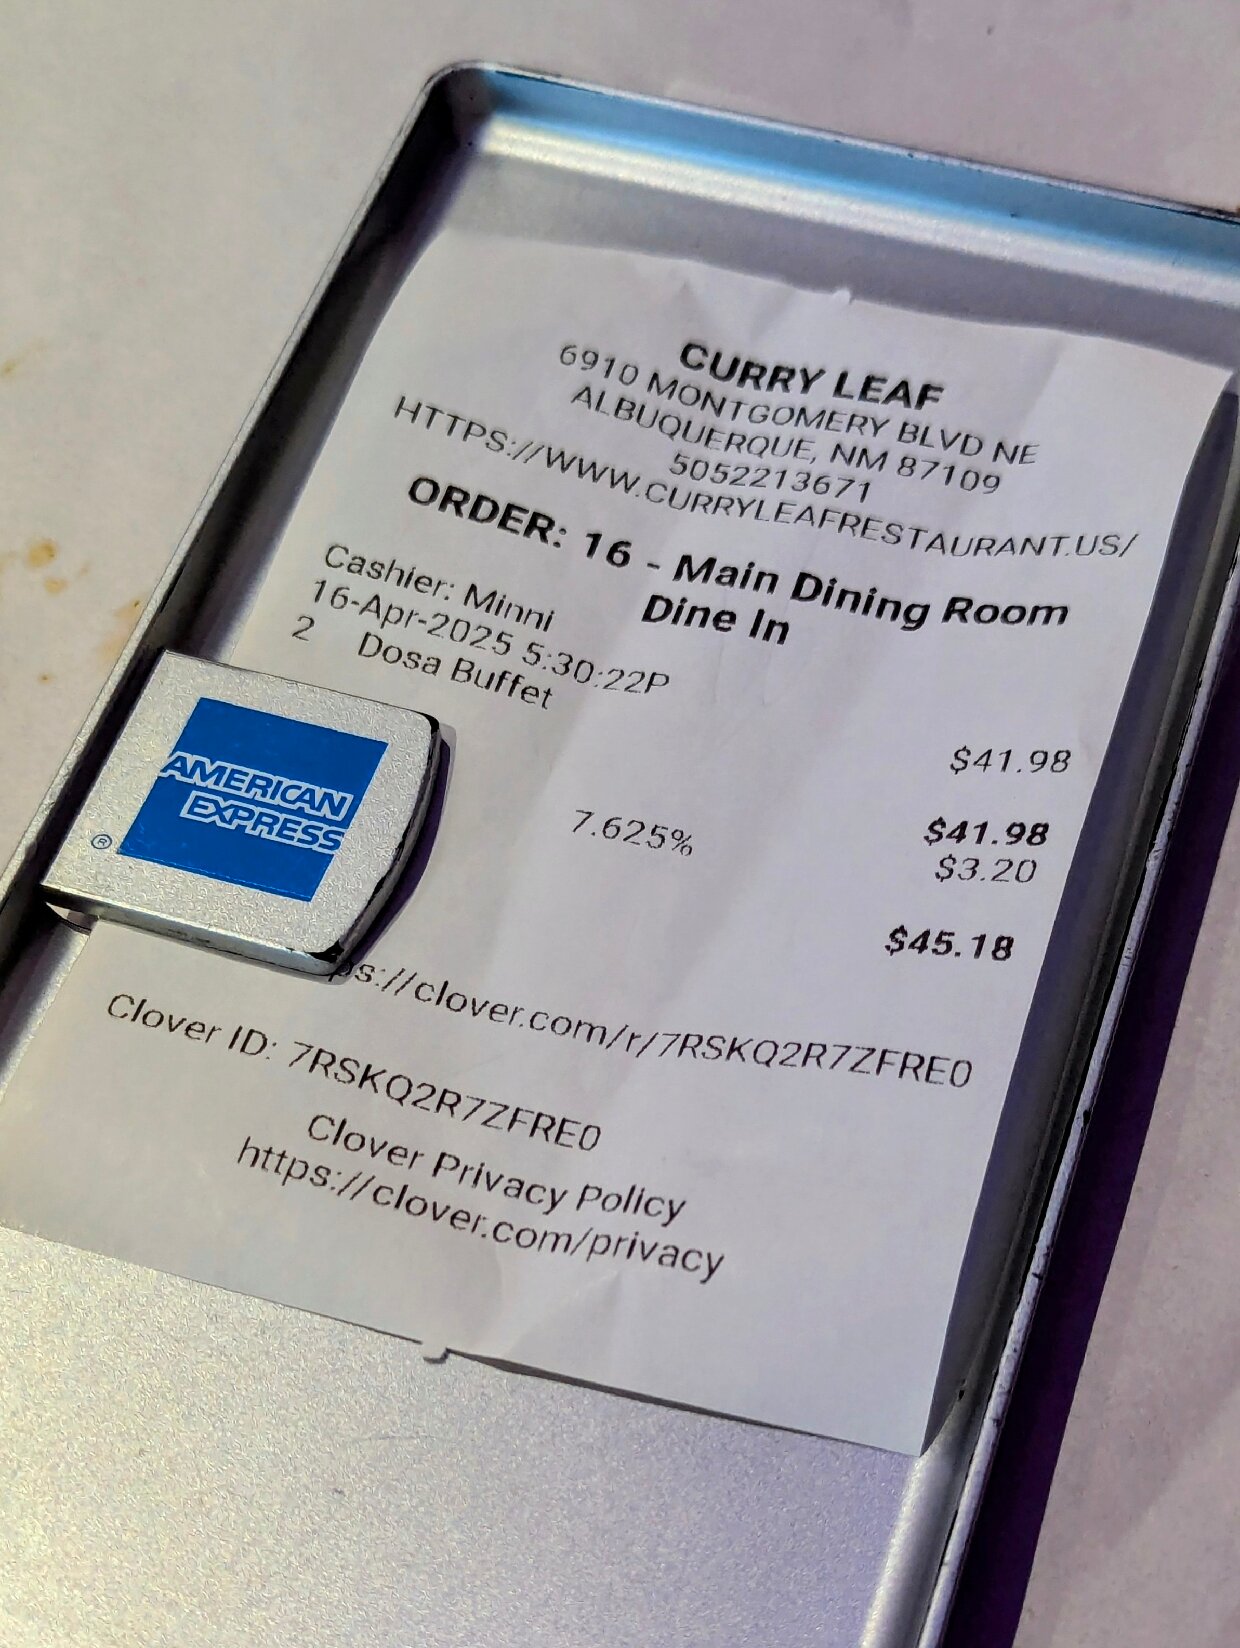 CURRY LEAF
6910 MONTGOMERY BLVD NE
ALBUQUERQUE, NM 87109
5052213671
HTTPS://WWW.CURRYLEAFRESTAURANT.US/
ORDER: 16 - Main Dining Room
Dine In
Cashier: Minni
16-Apr-2025 5:30:22P
2 Dosa Buffet
$41.98
$41.98
7.625% $3.20
$45.18
AMERICAN
EXPRESS
®
ps://clover.com/r/7RSKQ2R7ZFRE0
Clover ID: 7RSKQ2R7ZFRE0
Clover Privacy Policy
https://clover.com/privacy